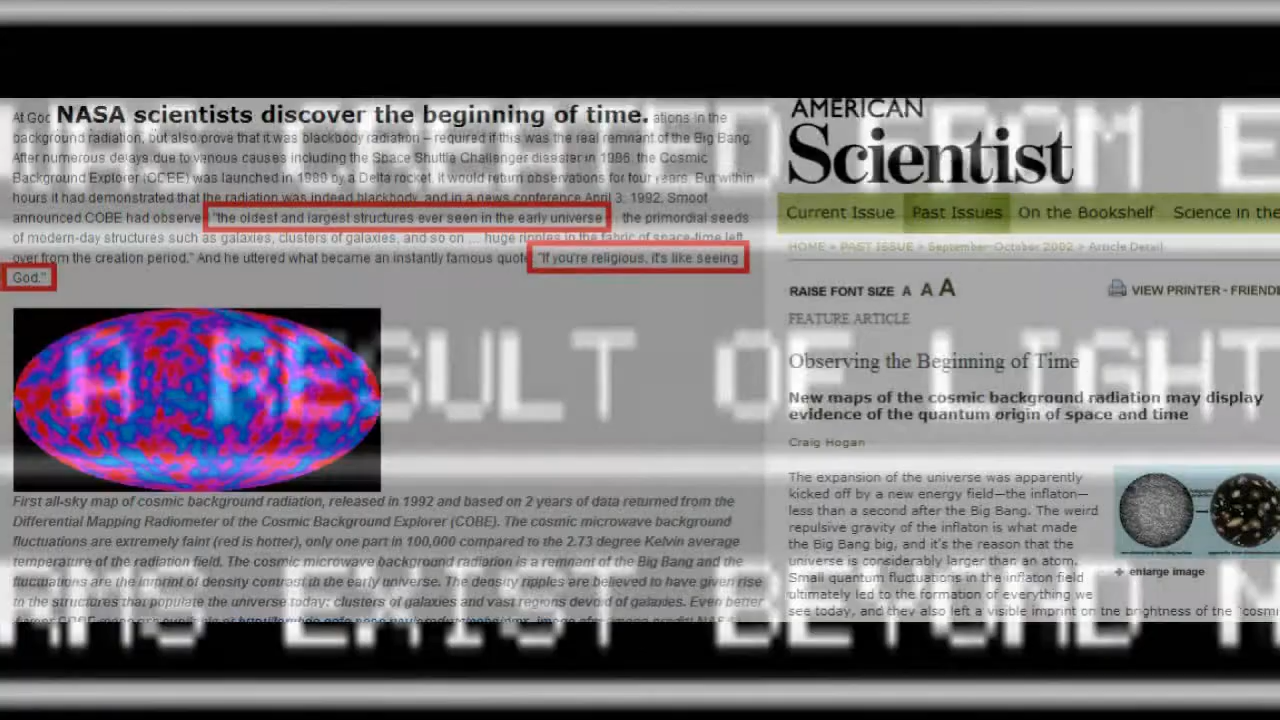 NASA scientists discover the beginning of time.
At God ations in the
background radiation, but also prove that it was blackbody radiation – required if this was the real remnant of the Big Bang.
After numerous delays due to various causes including the Space Shuttle Challenger disaster in 1986, the Cosmic
Background Explorer (COBE) was launched in 1989 by a Delta rocket. It would return observations for four years. But within
hours it had demonstrated that the radiation was indeed blackbody, and in a news conference April 3, 1992, Smoot
announced COBE had observe "the oldest and largest structures ever seen in the early universe the primordial seeds
of modern-day structures such as galaxies, clusters of galaxies, and so on ... huge ripples in the fabric of space-time left
over from the creation period." And he uttered what became an instantly famous quote "If you're religious, it's like seeing
God."
First all-sky map of cosmic background radiation, released in 1992 and based on 2 years of data returned from the
Differential Mapping Radiometer of the Cosmic Background Explorer (COBE). The cosmic microwave background
fluctuations are extremely faint (red is hotter), only one part in 100,000 compared to the 2.73 degree Kelvin average
temperature of the radiation field. The cosmic microwave background radiation is a remnant of the Big Bang and the
fluctuations are the imprint of density contrast in the early universe. The density ripples are believed to have given rise
to the structures that populate the universe today: clusters of galaxies and vast regions devoid of galaxies. Even better
AMERICAN
Scientist
Current Issue Past Issues On the Bookshelf Science in the
HOME > PAST ISSUE > September-October 2002 > Article Detail
RAISE FONT SIZE A A A VIEW PRINTER - FRIENDL
FEATURE ARTICLE
Observing the Beginning of Time
New maps of the cosmic background radiation may display
evidence of the quantum origin of space and time
Craig Hogan
The expansion of the universe was apparently
kicked off by a new energy field—the inflaton—
less than a second after the Big Bang. The weird
repulsive gravity of the inflaton is what made
the Big Bang big, and it's the reason that the
universe is considerably larger than an atom.
Small quantum fluctuations in the inflaton field
ultimately led to the formation of everything we
see today, and they also left a visible imprint on the brightness of the "cosm
+ enlarge image
FROM E
SULT OF LIGHT
EXIST BEYOND N